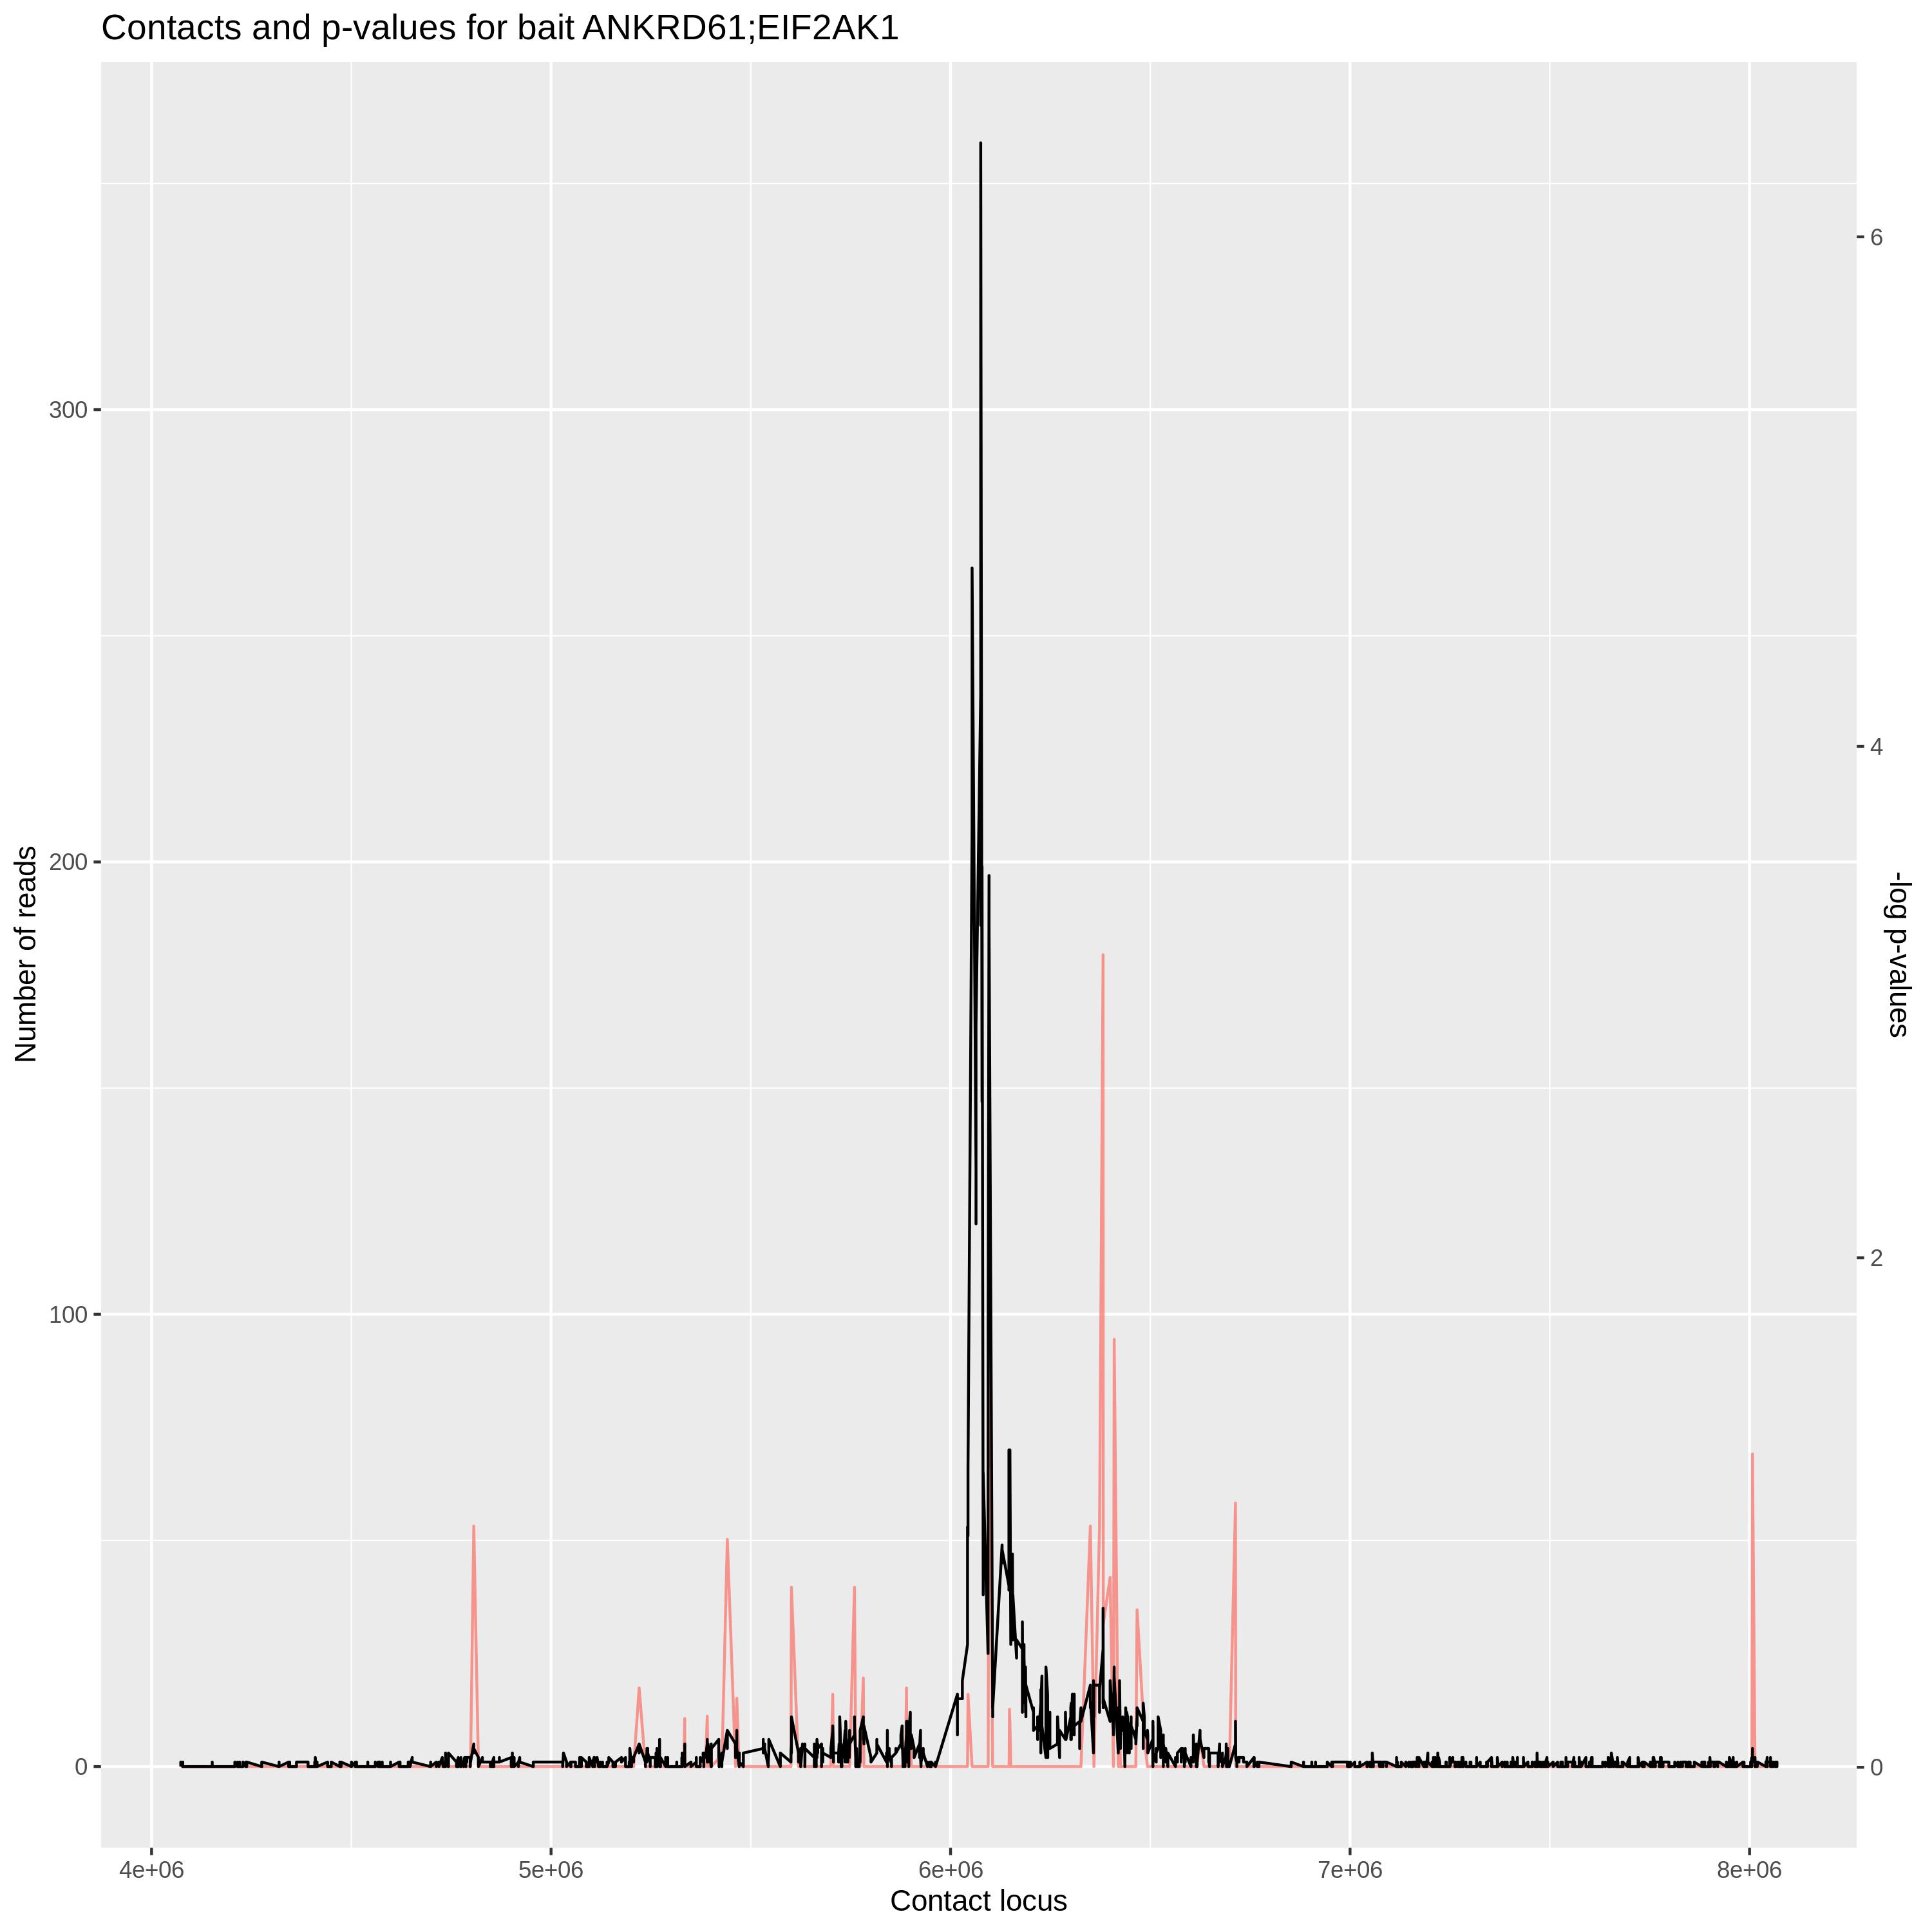 Contacts and p-values for bait ANKRD61;EIF2AK1
Number of reads
300
200
100
0
6
4
2
0
-log p-values
4e+06 5e+06 6e+06 7e+06 8e+06
Contact locus